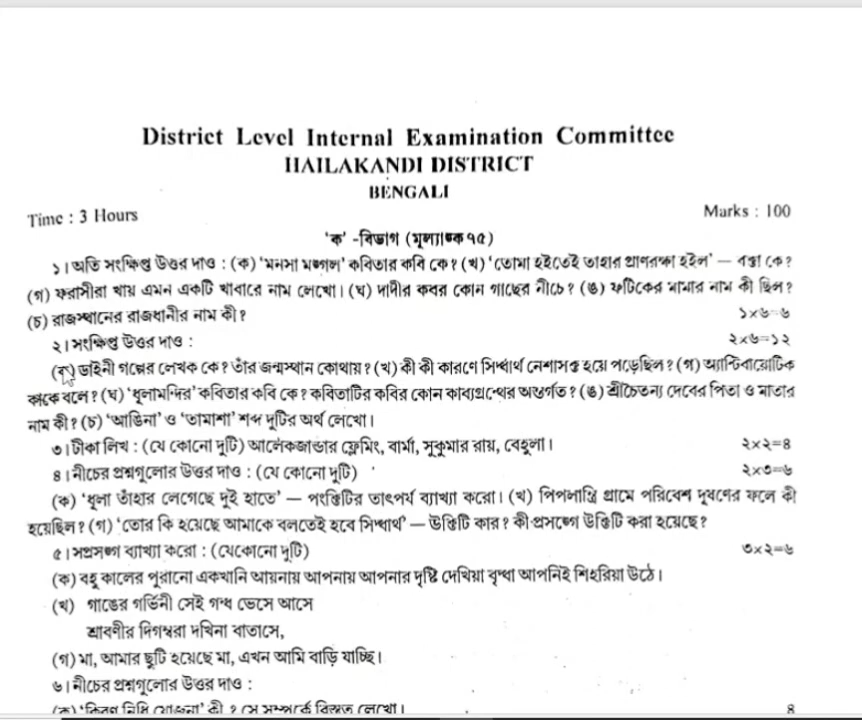 District Level Internal Examination Committee
HAILAKANDI DISTRICT
BENGALI
Time : 3 Hours
Marks : 100
'ক' -বিভাগ (মূল্যাঙ্ক ৭৫)
১। অতি সংক্ষিপ্ত উত্তর দাও : (ক) 'মনসা মঙ্গল' কবিতার কবি কে? (খ) 'তোমা হইতেই তাহার প্রাণরক্ষা হইল' — বক্তা কে?
(গ) ফরাসীরা খায় এমন একটি খাবারের নাম লেখো। (ঘ) দাদীর কবর কোন গাছের নীচে? (ঙ) ফটিকের মামার নাম কী ছিল?
(চ) রাজস্থানের রাজধানীর নাম কী? ১×৬=৬
২। সংক্ষিপ্ত উত্তর দাও : ২×৬=১২
(ক) ডাইনী গল্পের লেখক কে? তাঁর জন্মস্থান কোথায়? (খ) কী কী কারণে সিদ্ধার্থ নেশাসক্ত হয়ে পড়েছিল? (গ) অ্যান্টিবায়োটিক
কাকে বলে? (ঘ) 'ধূলামন্দির' কবিতার কবি কে? কবিতাটির কবির কোন কাব্যগ্রন্থের অন্তর্গত? (ঙ) শ্রীচৈতন্য দেবের পিতা ও মাতার
নাম কী? (চ) 'আঙিনা' ও 'তামাশা' শব্দ দুটির অর্থ লেখো।
৩। টীকা লিখ : (যে কোনো দুটি) আলেকজান্ডার ফ্লেমিং, বার্মা, সুকুমার রায়, বেহুলা। ২×২=৪
৪। নীচের প্রশ্নগুলোর উত্তর দাও : (যে কোনো দুটি) ২×৩=৬
(ক) 'ধূলা তাঁহার লেগেছে দুই হাতে' — পংক্তিটির তাৎপর্য ব্যাখ্যা করো। (খ) পিপলান্ত্রি গ্রামে পরিবেশ দূষণের ফলে কী
হয়েছিল? (গ) 'তোর কি হয়েছে আমাকে বলতেই হবে সিদ্ধার্থ' — উক্তিটি কার? কী প্রসঙ্গে উক্তিটি করা হয়েছে?
৫। সপ্রসঙ্গ ব্যাখ্যা করো : (যেকোনো দুটি) ৩×২=৬
(ক) বহু কালের পুরানো একখানি আয়নায় আপনায় আপনার দৃষ্টি দেখিয়া বৃদ্ধা আপনিই শিহরিয়া উঠে।
(খ) গাঙের গর্ভিনী সেই গন্ধ ভেসে আসে
শ্রাবণীর দিগম্বরা দখিনা বাতাসে,
(গ) মা, আমার ছুটি হয়েছে মা, এখন আমি বাড়ি যাচ্ছি।
৬। নীচের প্রশ্নগুলোর উত্তর দাও :
(ক) 'কিষণ নিধি যোজনা' কী? সে সম্পর্কে বিস্তৃত লেখো। ৪